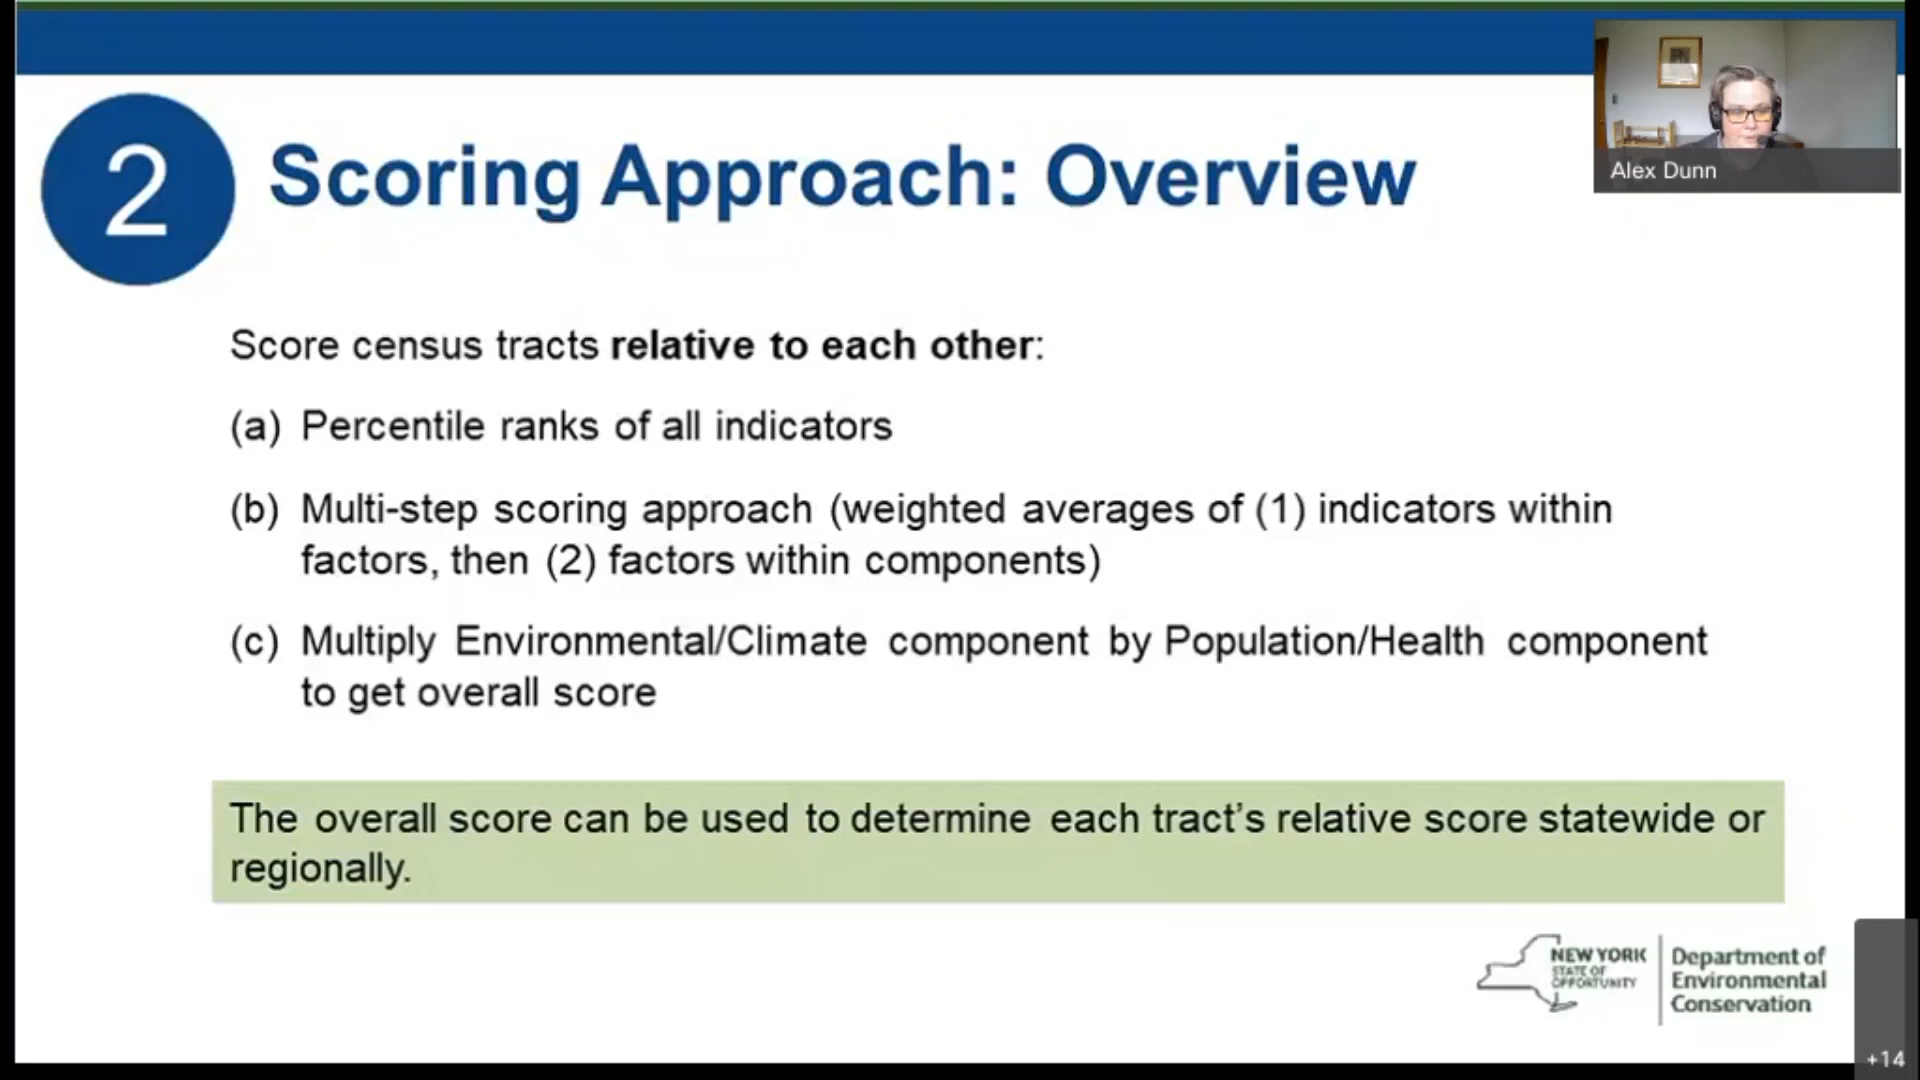 Alex Dunn
2
Scoring Approach: Overview
Score census tracts relative to each other:
(a) Percentile ranks of all indicators
(b) Multi-step scoring approach (weighted averages of (1) indicators within
factors, then (2) factors within components)
(c) Multiply Environmental/Climate component by Population/Health component
to get overall score
The overall score can be used to determine each tract’s relative score statewide or
regionally.
NEW YORK
STATE OF
OPPORTUNITY
Department of
Environmental
Conservation
+14